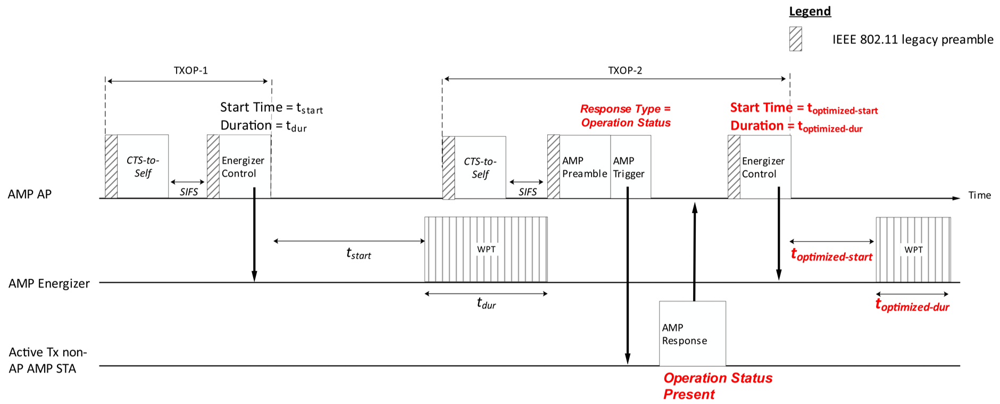 Legend
IEEE 802.11 legacy preamble
TXOP-1
TXOP-2
Start Time = tstart
Duration = tdur
Response Type =
Operation Status
Start Time = toptimized-start
Duration = toptimized-dur
CTS-to-
Self
SIFS
Energizer
Control
CTS-to-
Self
SIFS
AMP
Preamble
AMP
Trigger
Energizer
Control
AMP AP
Time
tstart
WPT
toptimized-start
WPT
AMP Energizer
tdur
toptimized-dur
AMP
Response
Active Tx non-
AP AMP STA
Operation Status
Present